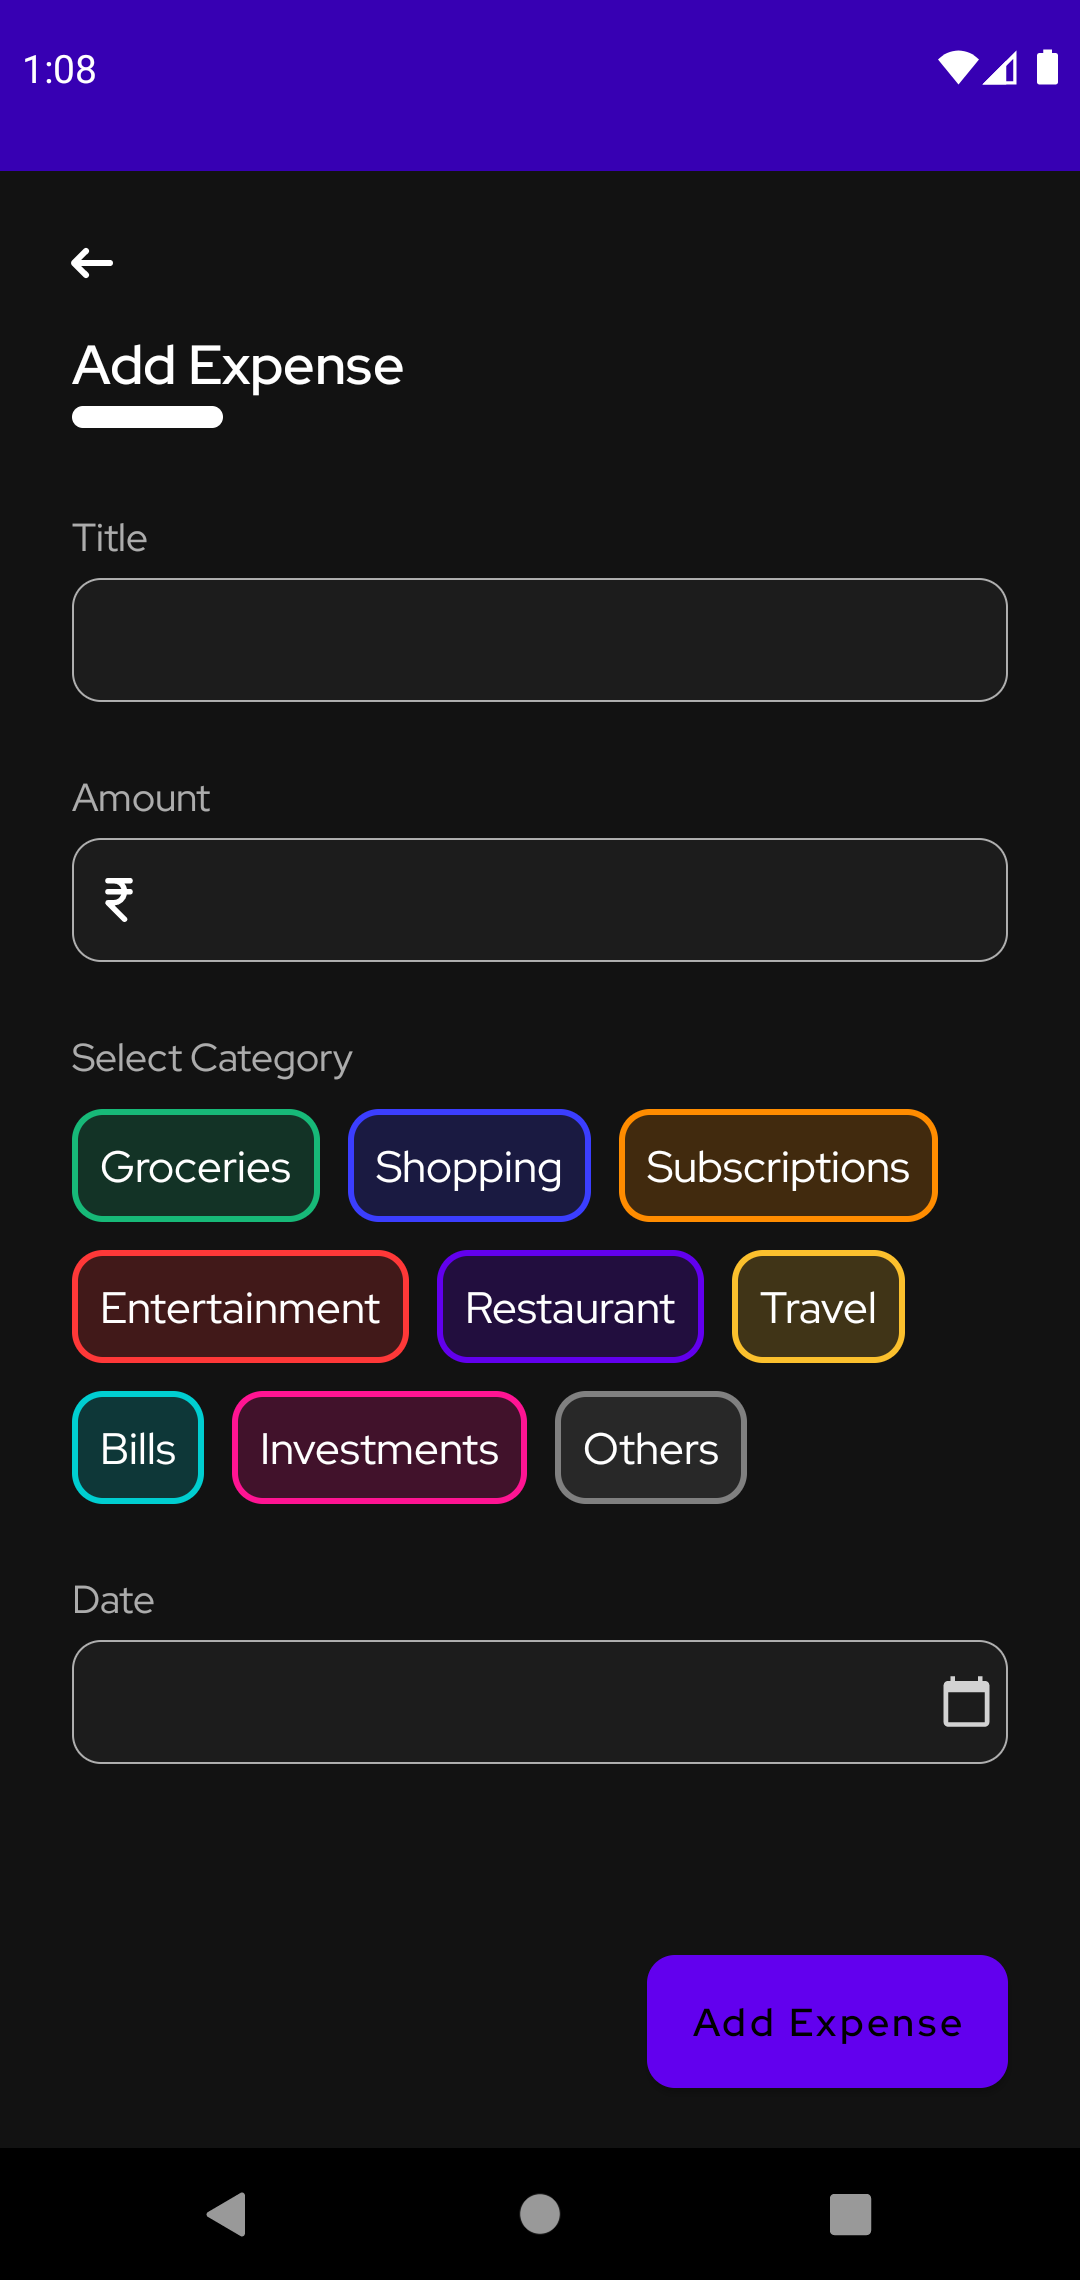 1:08
Add Expense
Title
Amount
₹
Select Category
Groceries Shopping Subscriptions
Entertainment Restaurant Travel
Bills Investments Others
Date
Add Expense